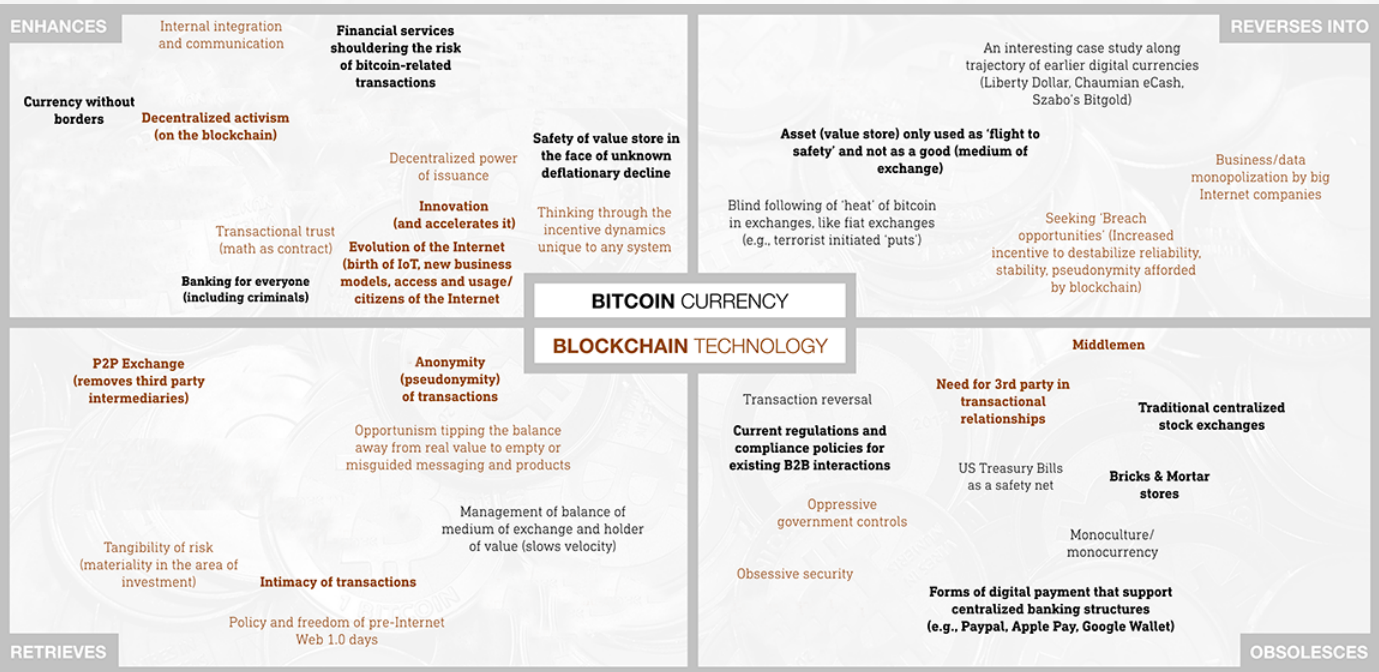 ENHANCES
Internal integration
and communication
Financial services
shouldering the risk
of bitcoin-related
transactions
Currency without
borders
Decentralized activism
(on the blockchain)
Safety of value store in
the face of unknown
deflationary decline
Decentralized power
of issuance
Innovation
(and accelerates it)
Thinking through the
incentive dynamics
unique to any system
Transactional trust
(math as contract)
Evolution of the Internet
(birth of IoT, new business
models, access and usage/
citizens of the Internet
Banking for everyone
(including criminals)
REVERSES INTO
An interesting case study along
trajectory of earlier digital currencies
(Liberty Dollar, Chaumian eCash,
Szabo's Bitgold)
Asset (value store) only used as 'flight to
safety' and not as a good (medium of
exchange)
Business/data
monopolization by big
Internet companies
Blind following of 'heat' of bitcoin
in exchanges, like fiat exchanges
(e.g., terrorist initiated 'puts')
Seeking 'Breach
opportunities' (Increased
incentive to destabilize reliability,
stability, pseudonymity afforded
by blockchain)
BITCOIN CURRENCY
BLOCKCHAIN TECHNOLOGY
P2P Exchange
(removes third party
intermediaries)
Anonymity
(pseudonymity)
of transactions
Opportunism tipping the balance
away from real value to empty or
misguided messaging and products
Management of balance of
medium of exchange and holder
of value (slows velocity)
Tangibility of risk
(materiality in the area of
investment)
Intimacy of transactions
Policy and freedom of pre-Internet
Web 1.0 days
RETRIEVES
Middlemen
Need for 3rd party in
transactional
relationships
Transaction reversal
Traditional centralized
stock exchanges
Current regulations and
compliance policies for
existing B2B interactions
US Treasury Bills
as a safety net
Bricks & Mortar
stores
Oppressive
government controls
Monoculture/
monocurrency
Obsessive security
Forms of digital payment that support
centralized banking structures
(e.g., Paypal, Apple Pay, Google Wallet)
OBSOLESCES